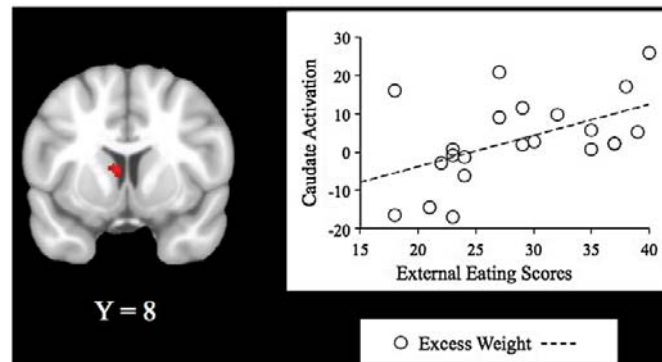 Y = 8
Caudate Activation
30
20
10
0
-10
-20
15 20 25 30 35 40
External Eating Scores
Excess Weight